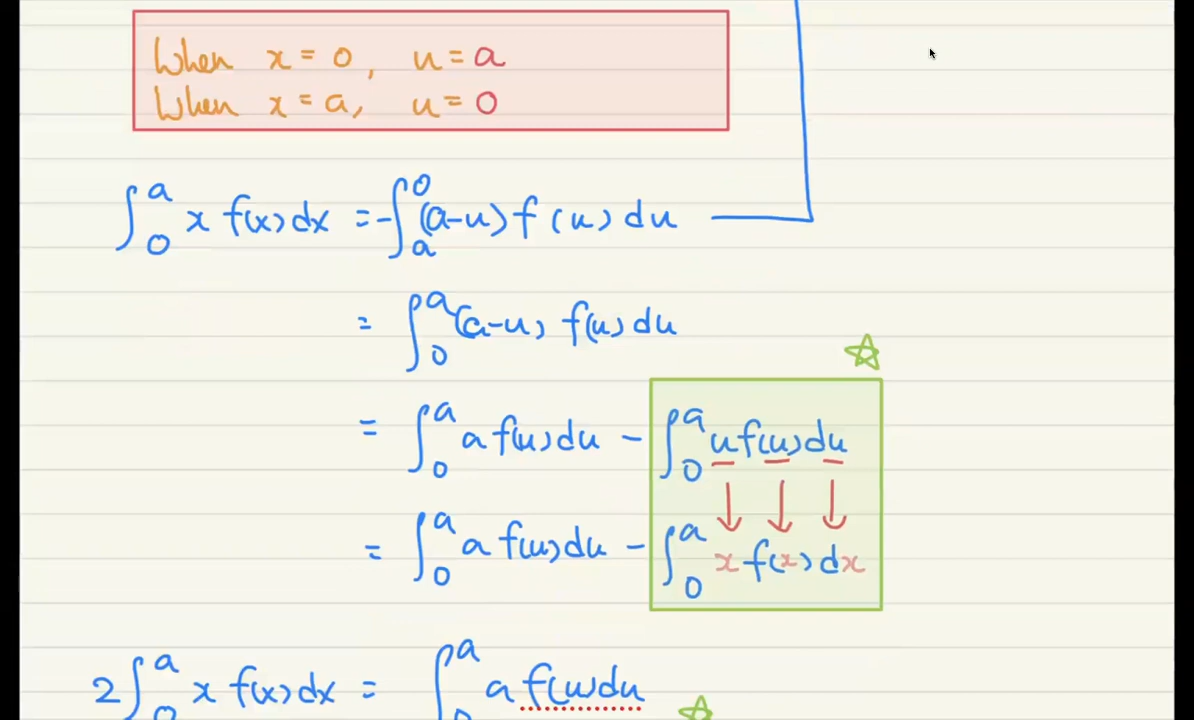 When x = 0, u = a
When x = a, u = 0
∫₀ᵃ x f(x) dx = -∫ₐ⁰ (a-u) f (u) du
= ∫₀ᵃ (a-u) f(u) du
= ∫₀ᵃ a f(u) du - ∫₀ᵃ u f(u) du
= ∫₀ᵃ a f(u) du - ∫₀ᵃ x f(x) dx
2∫₀ᵃ x f(x) dx = ∫₀ᵃ a f(u) du